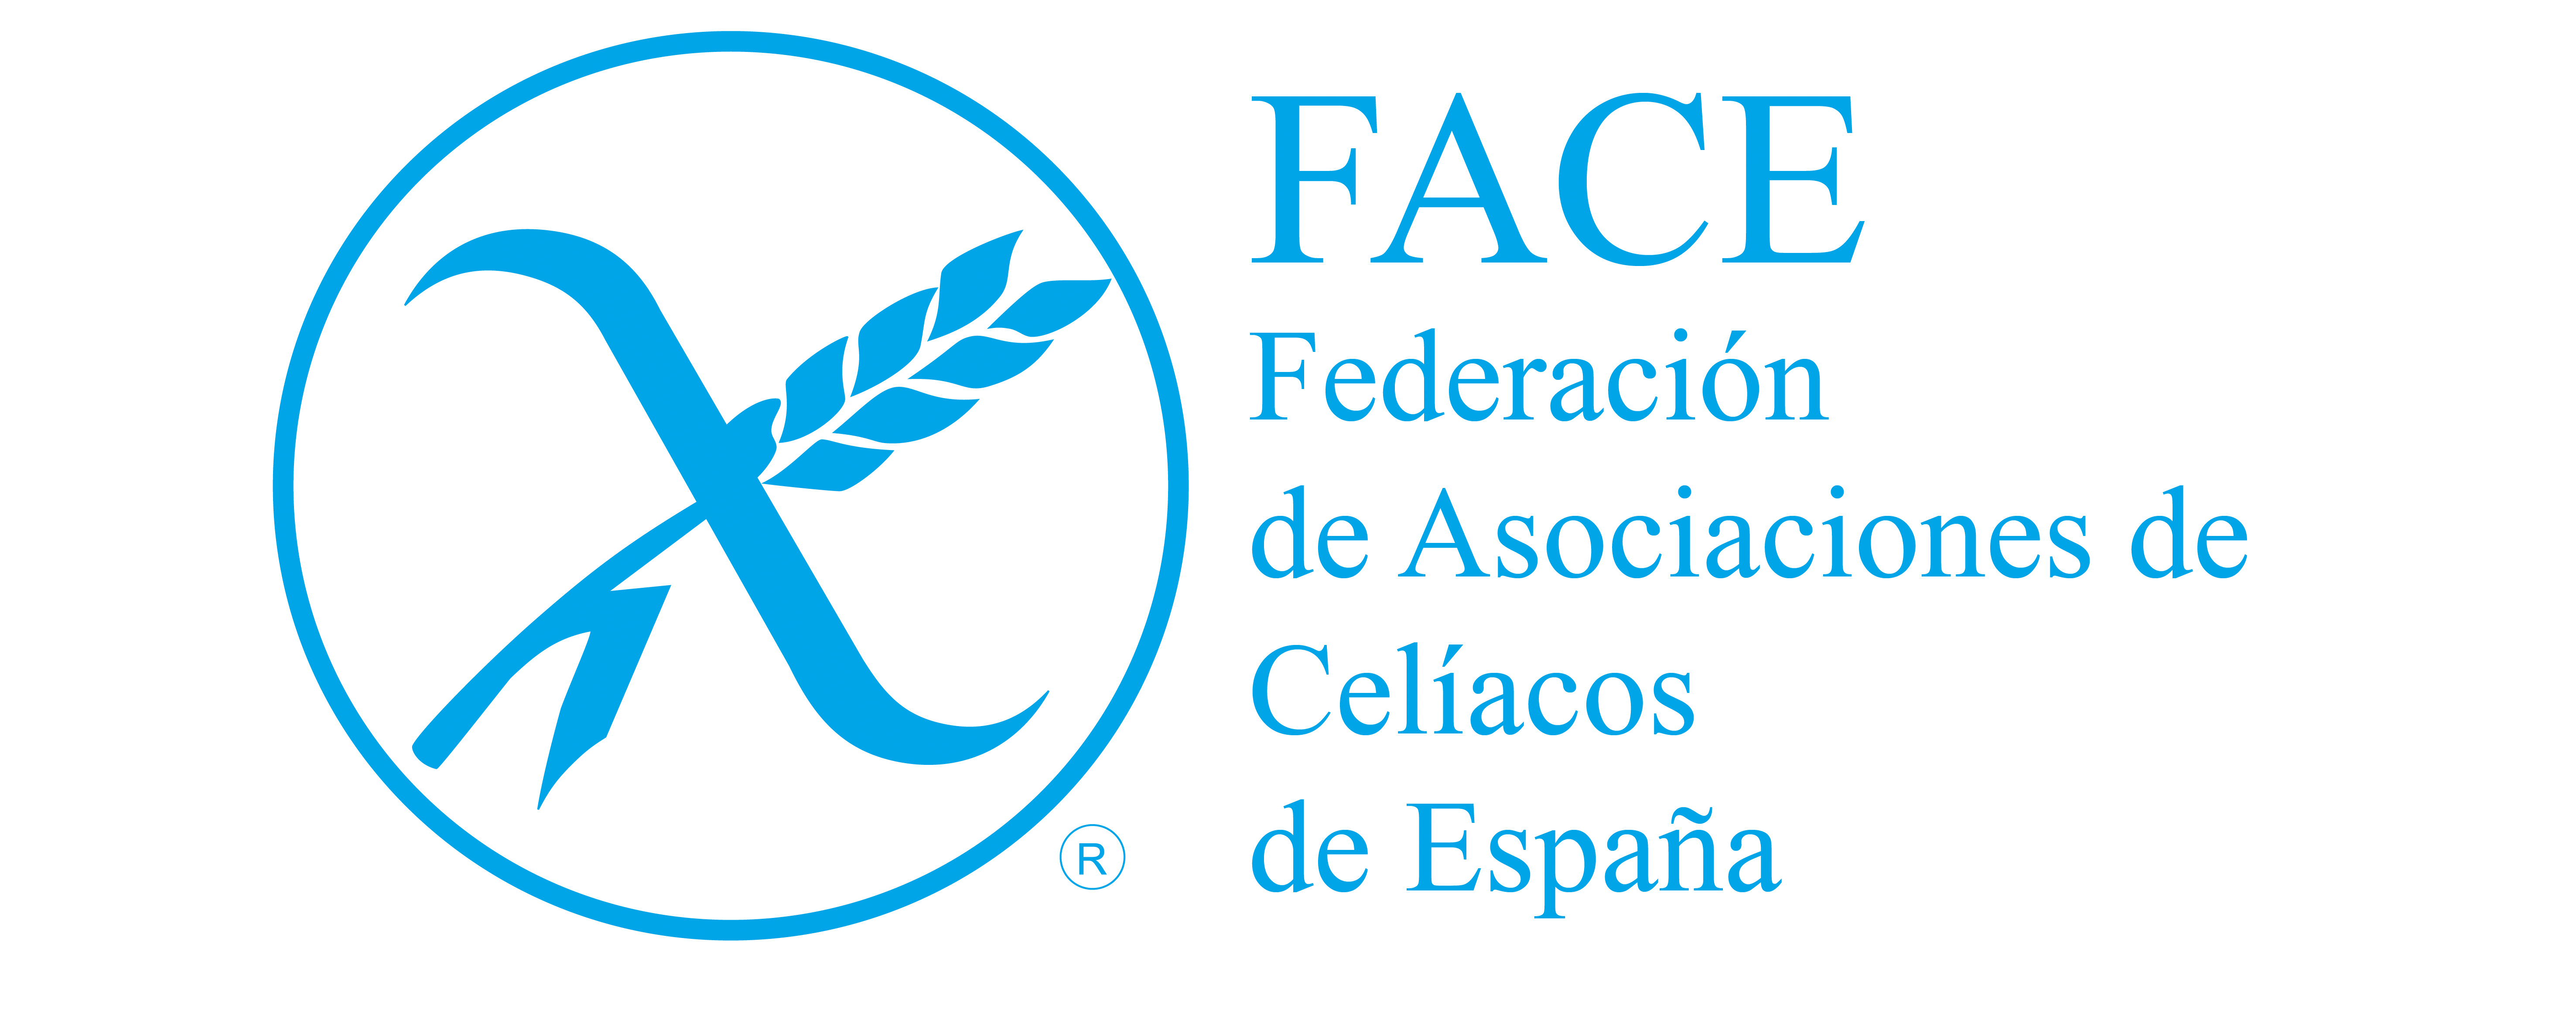 FACE
Federación
de Asociaciones de
Celíacos
de España
®